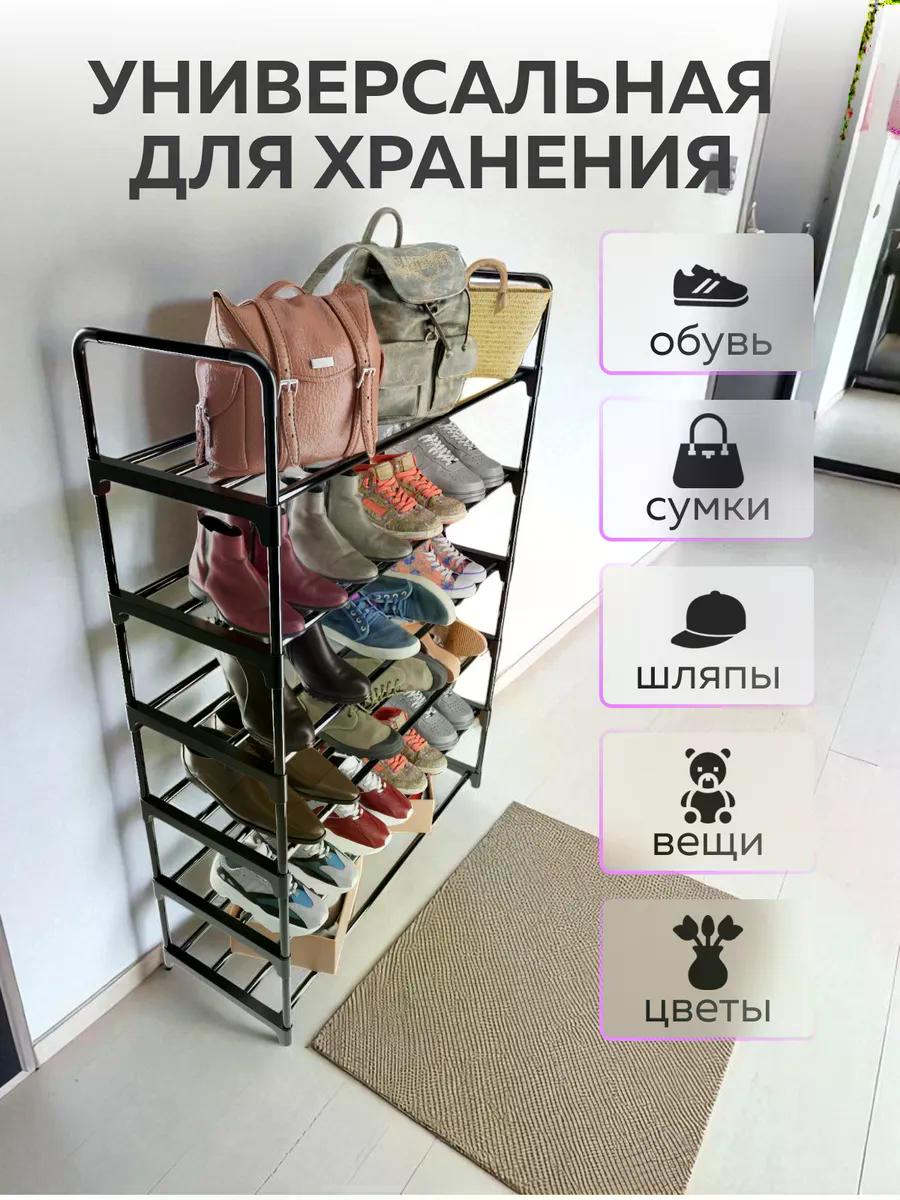 УНИВЕРСАЛЬНАЯ
ДЛЯ ХРАНЕНИЯ
обувь
сумки
шляпы
вещи
цветы